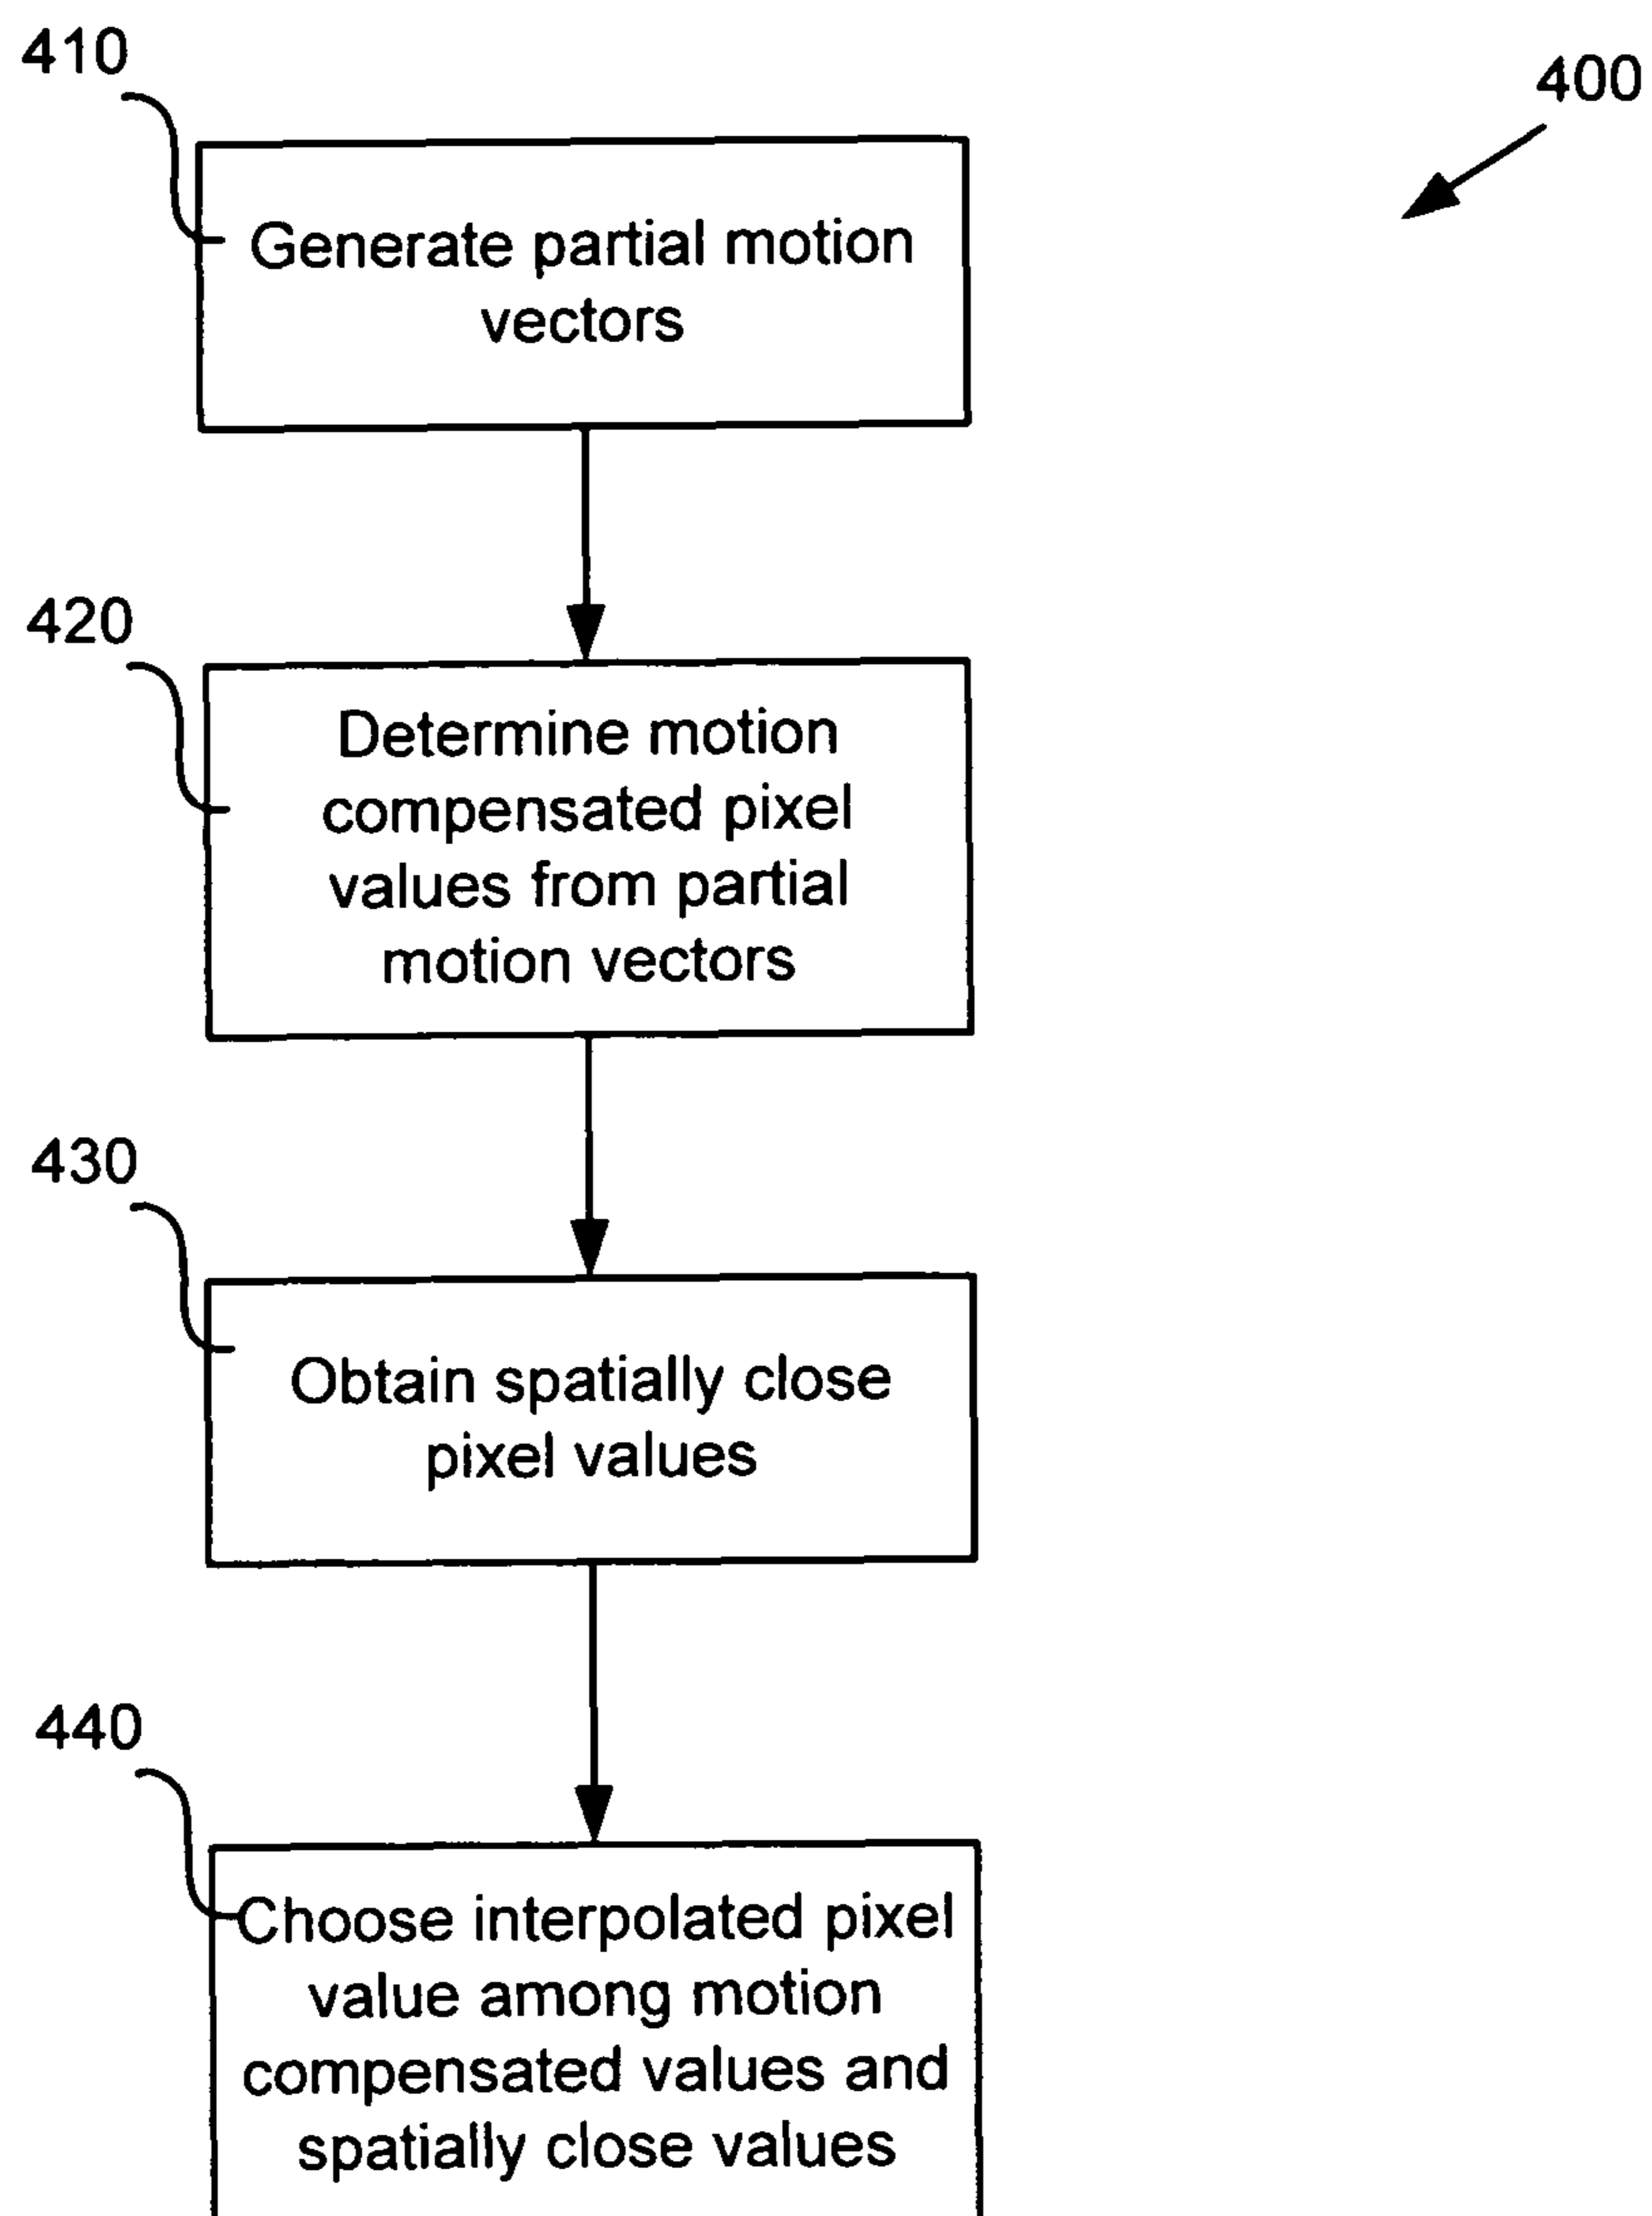 410
400
Generate partial motion
vectors
420
Determine motion
compensated pixel
values from partial
motion vectors
430
Obtain spatially close
pixel values
440
Choose interpolated pixel
value among motion
compensated values and
spatially close values